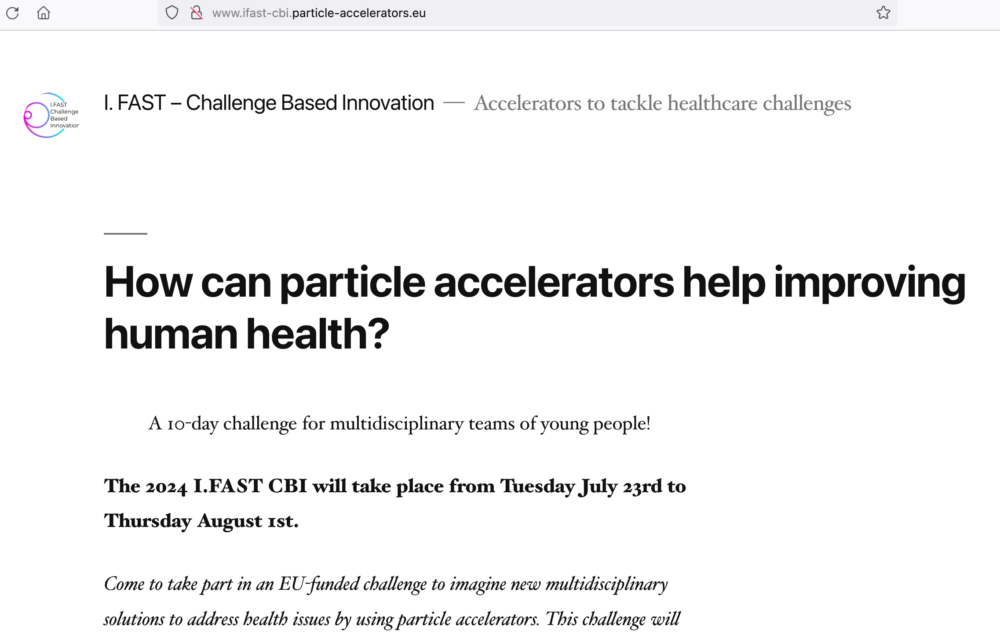 www.ifast-cbi.particle-accelerators.eu
I.FAST
Challenge
Based
Innovation
I. FAST – Challenge Based Innovation — Accelerators to tackle healthcare challenges
How can particle accelerators help improving
human health?
A 10-day challenge for multidisciplinary teams of young people!
The 2024 I.FAST CBI will take place from Tuesday July 23rd to
Thursday August 1st.
Come to take part in an EU-funded challenge to imagine new multidisciplinary
solutions to address health issues by using particle accelerators. This challenge will